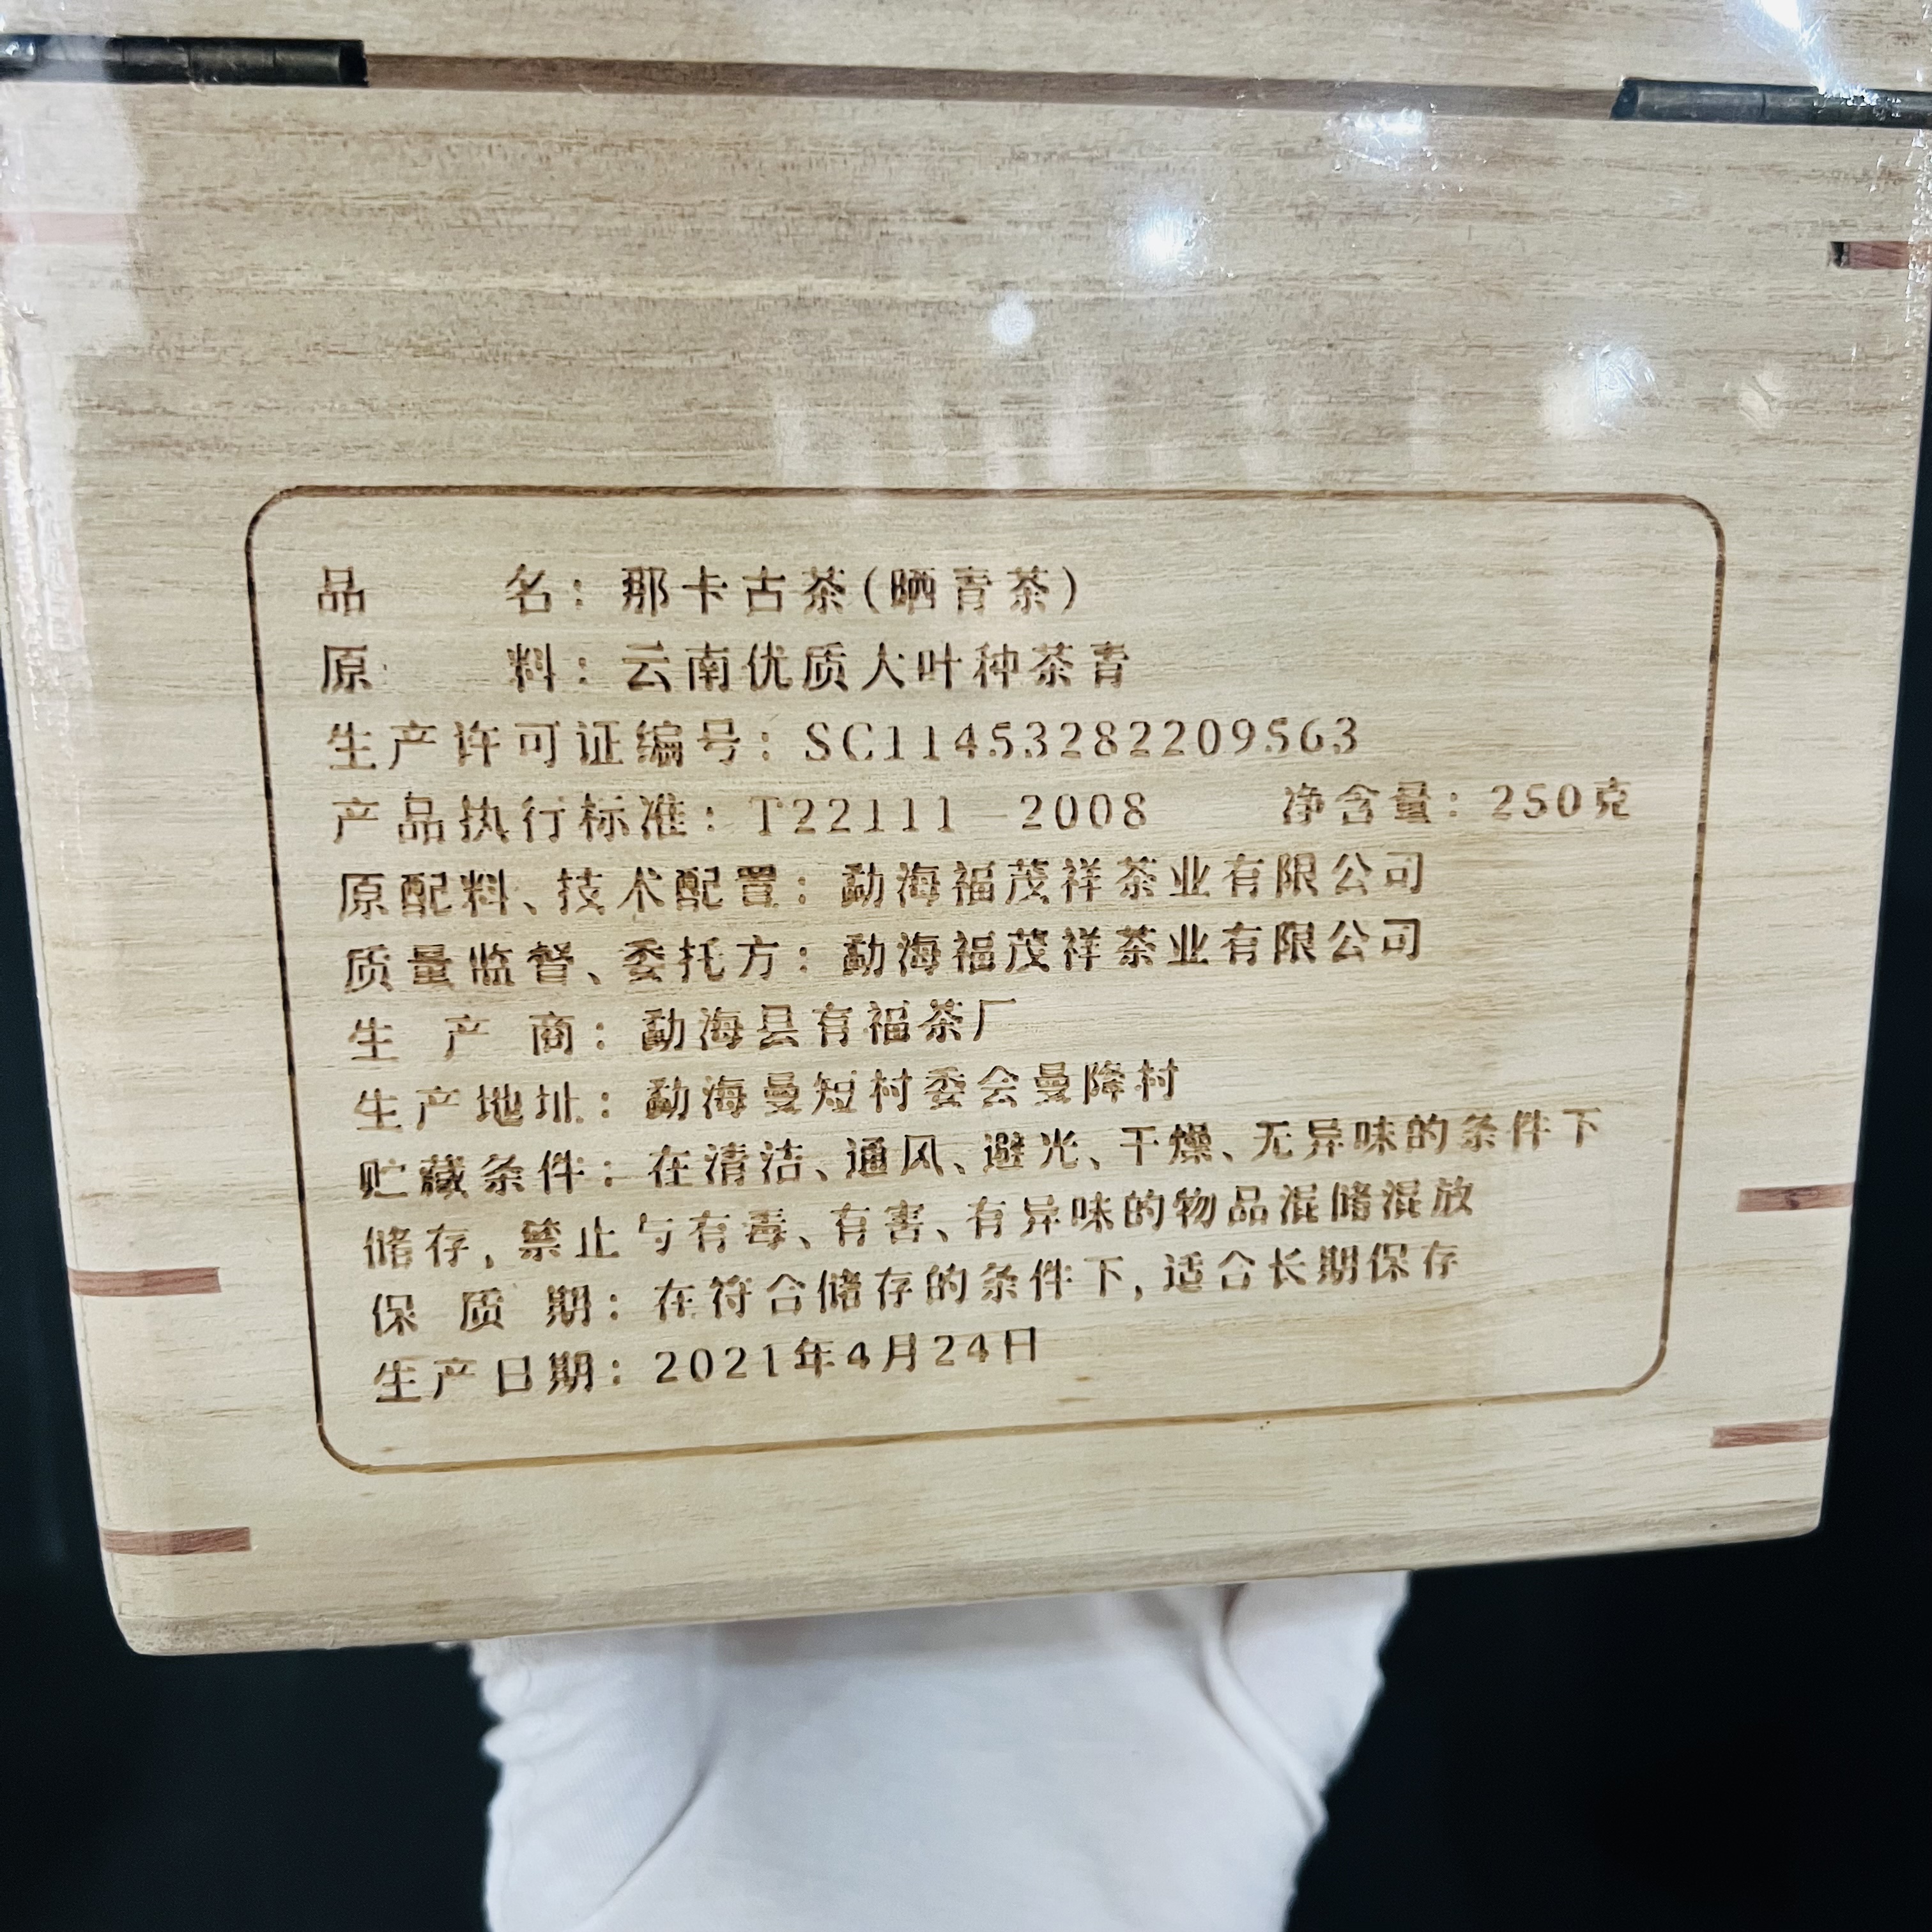 品名：那卡古茶(晒青茶)
原料：云南优质大叶种茶青
生产许可证编号：SC11453282209563
产品执行标准：T22111-2008 净含量：250克
原配料、技术配置：勐海福茂祥茶业有限公司
质量监督、委托方：勐海福茂祥茶业有限公司
生产商：勐海县有福茶厂
生产地址：勐海曼短村委会曼降村
贮藏条件：在清洁、通风、避光、干燥、无异味的条件下
储存,禁止与有毒、有害、有异味的物品混储混放
保质期：在符合储存的条件下,适合长期保存
生产日期：2021年4月24日